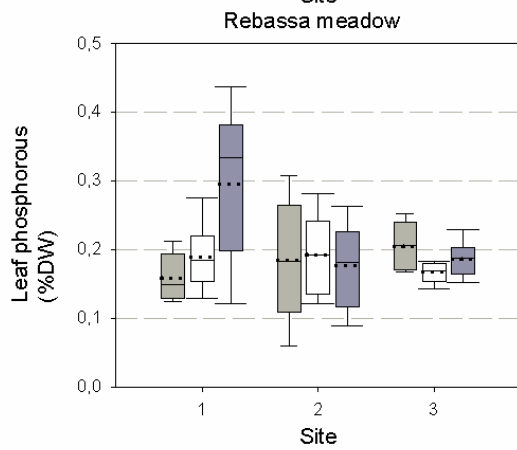 Site
Rebassa meadow
0,5
0,4
0,3
0,2
0,1
0,0
Leaf phosphorous
(%DW)
1 2 3
Site